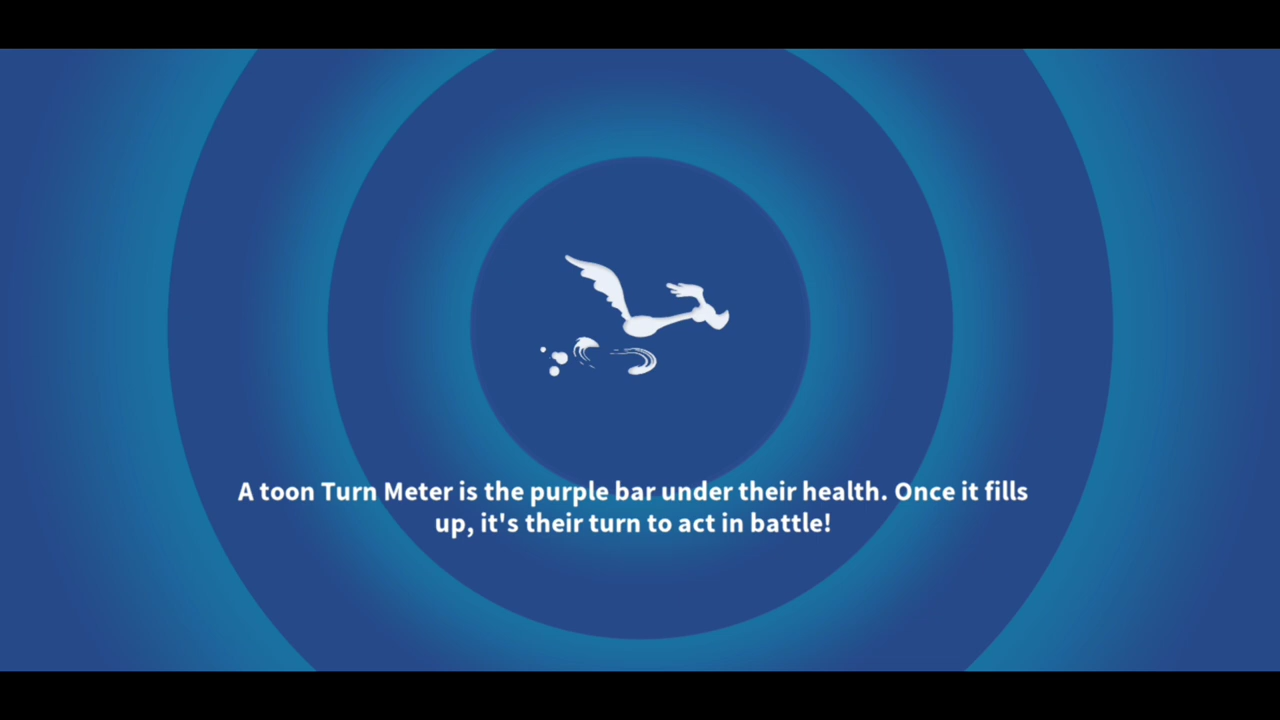 A toon Turn Meter is the purple bar under their health. Once it fills
up, it's their turn to act in battle!